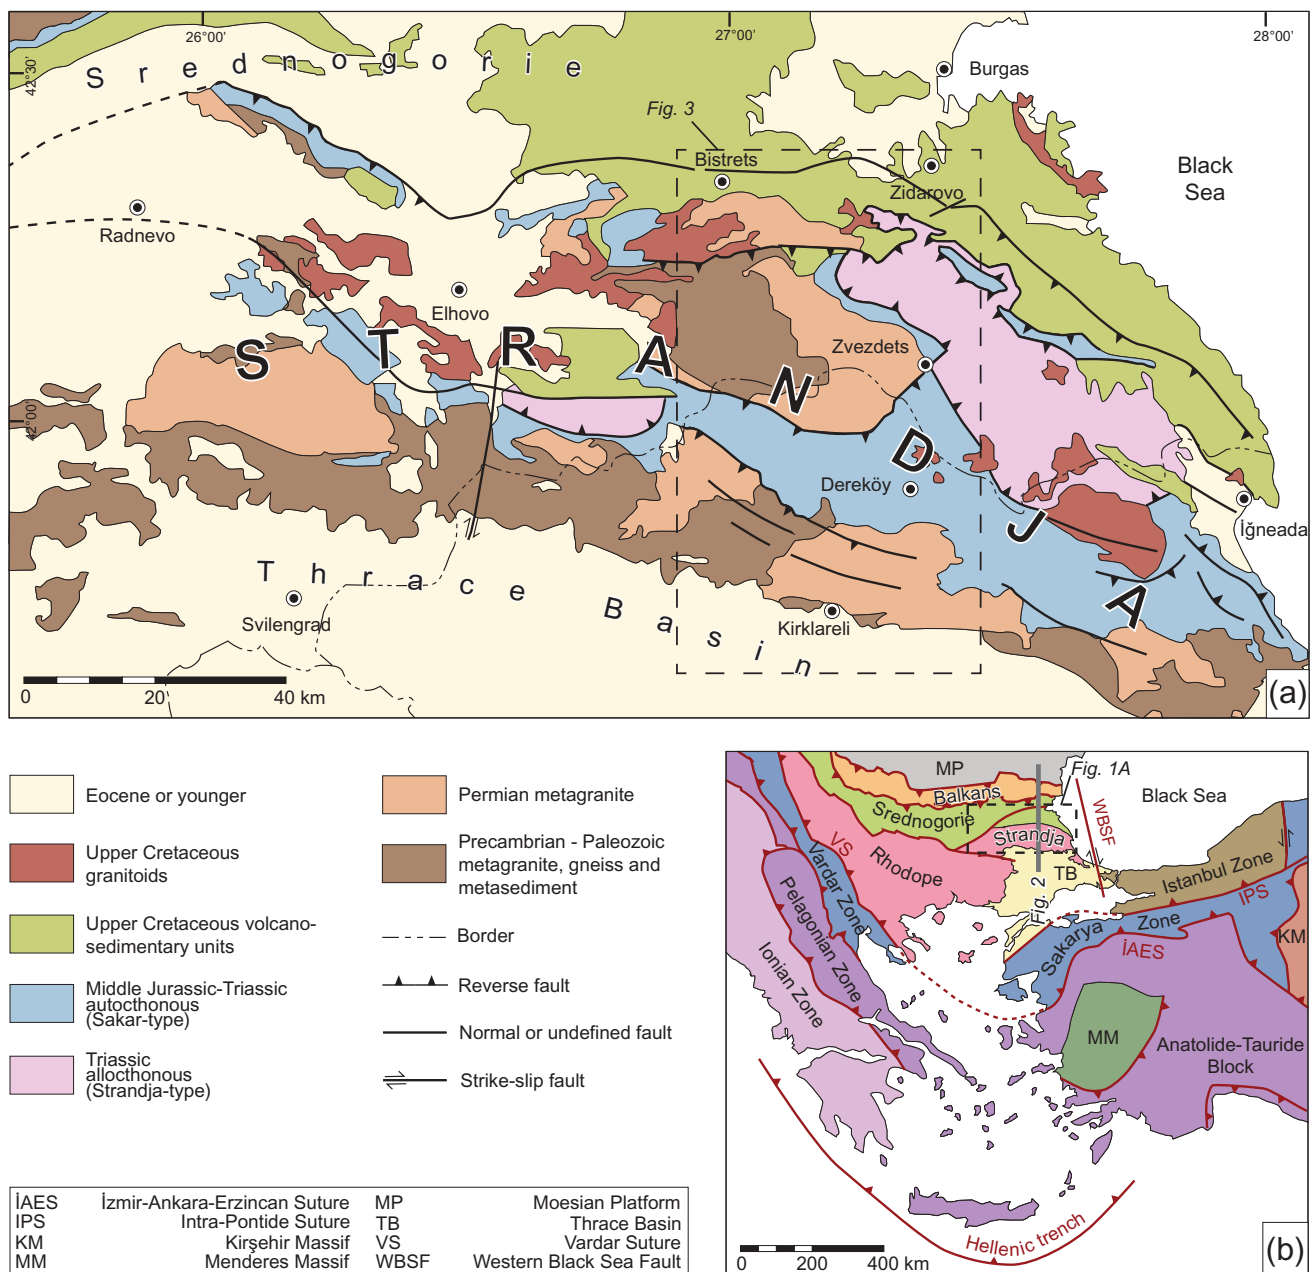 26°00'
27°00'
28°00'
42°30'
42°00'
Srednogorie
Burgas
Fig. 3
Bistrets
Zidarovo
Black
Sea
Radnevo
Elhovo
STRANDJA
Zvezdets
Dereköy
İğneada
Thrace Basin
Svilengrad
Kirklareli
0 20 40 km
(a)
Eocene or younger
Upper Cretaceous
granitoids
Upper Cretaceous volcano-
sedimentary units
Middle Jurassic-Triassic
autocthonous
(Sakar-type)
Triassic
allocthonous
(Strandja-type)
Permian metagranite
Precambrian - Paleozoic
metagranite, gneiss and
metasediment
Border
Reverse fault
Normal or undefined fault
Strike-slip fault
İAES İzmir-Ankara-Erzincan Suture MP Moesian Platform
IPS Intra-Pontide Suture TB Thrace Basin
KM Kirşehir Massif VS Vardar Suture
MM Menderes Massif WBSF Western Black Sea Fault
MP
Fig. 1A
Balkans
Black Sea
Srednogorie
WBSF
Strandja
VS
Vardar Zone
Rhodope
TB
Istanbul Zone
Fig. 2
IPS
Pelagonian Zone
Sakarya Zone
KM
İAES
Ionian Zone
MM
Anatolide-Tauride
Block
Hellenic trench
0 200 400 km
(b)